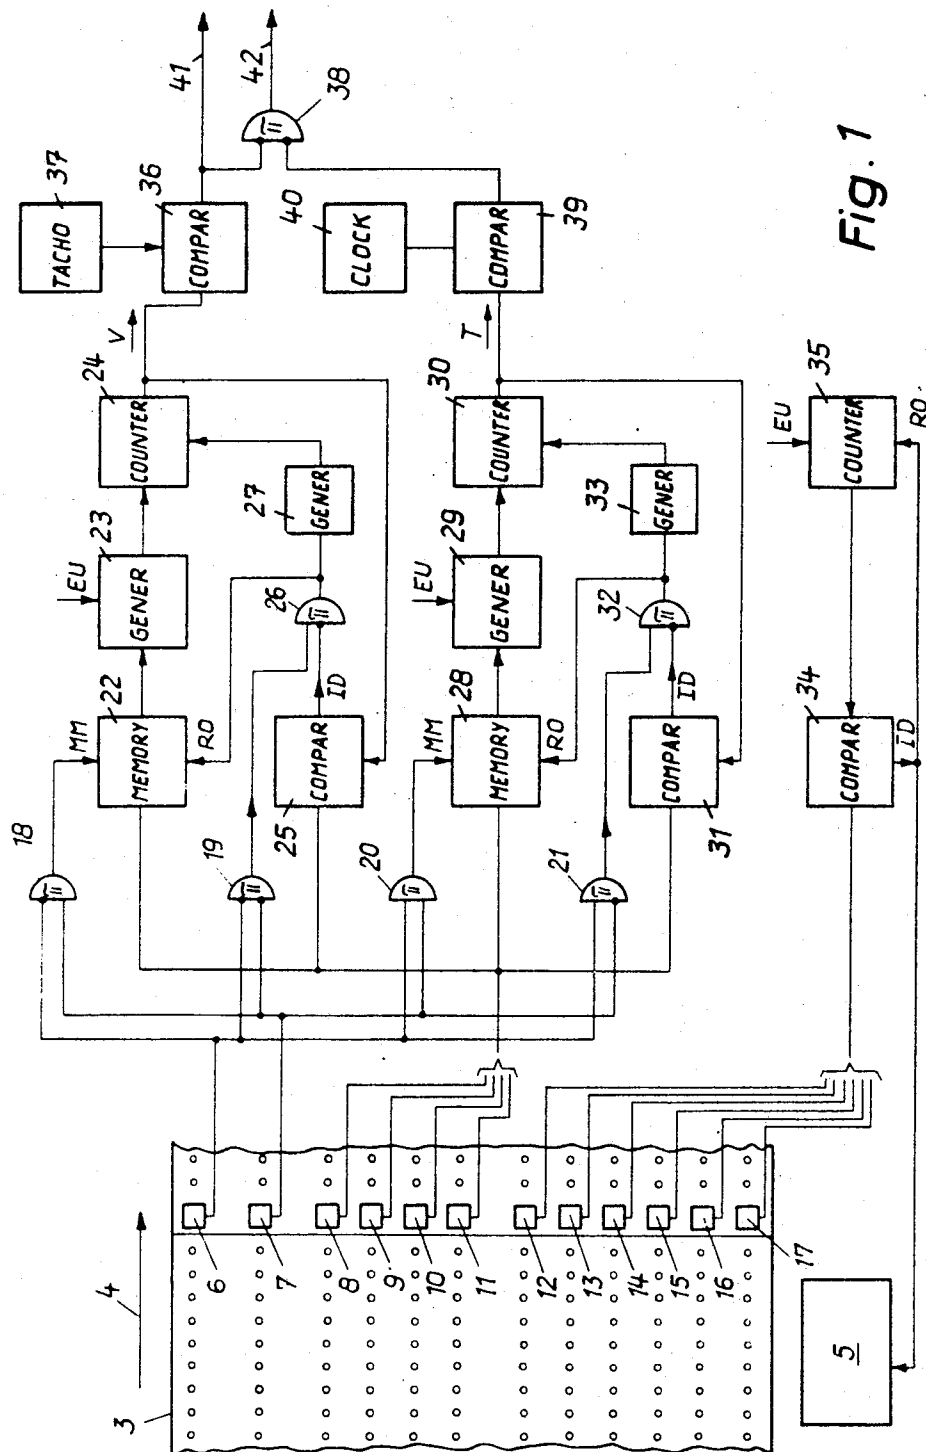 41
42
38
TACHO
37
COMPAR
36
CLOCK
40
COMPAR
39
Fig. 1
V
T
COUNTER
24
COUNTER
30
COUNTER
35
EU
RO
GENER
27
GENER
33
EU
GENER
23
EU
GENER
29
26
32
MM
MEMORY
22
RO
ID
COMPAR
25
MM
MEMORY
28
RO
ID
COMPAR
31
COMPAR
34
ID
18
19
20
21
4
3
6
7
8
9
10
11
12
13
14
15
16
17
5